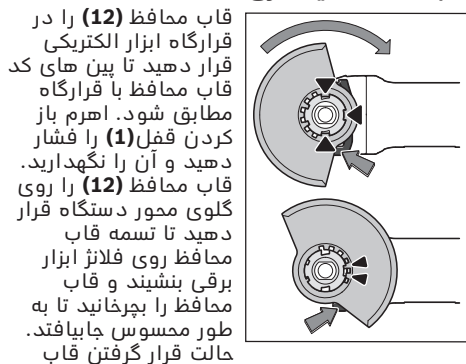 قاب محافظ (12) را در
قرارگاه ابزار الکتریکی
قرار دهید تا پین های کد
قاب محافظ با قرارگاه
مطابق شود. اهرم باز
کردن قفل(1) را فشار
دهید و آن را نگهدارید.
قاب محافظ (12) را روی
گلوی محور دستگاه قرار
دهید تا تسمه قاب
محافظ روی فلانژ ابزار
برقی بنشیند و قاب
محافظ را بچرخانید تا به
طور محسوس جابیافتد.
حالت قرار گرفتن قاب